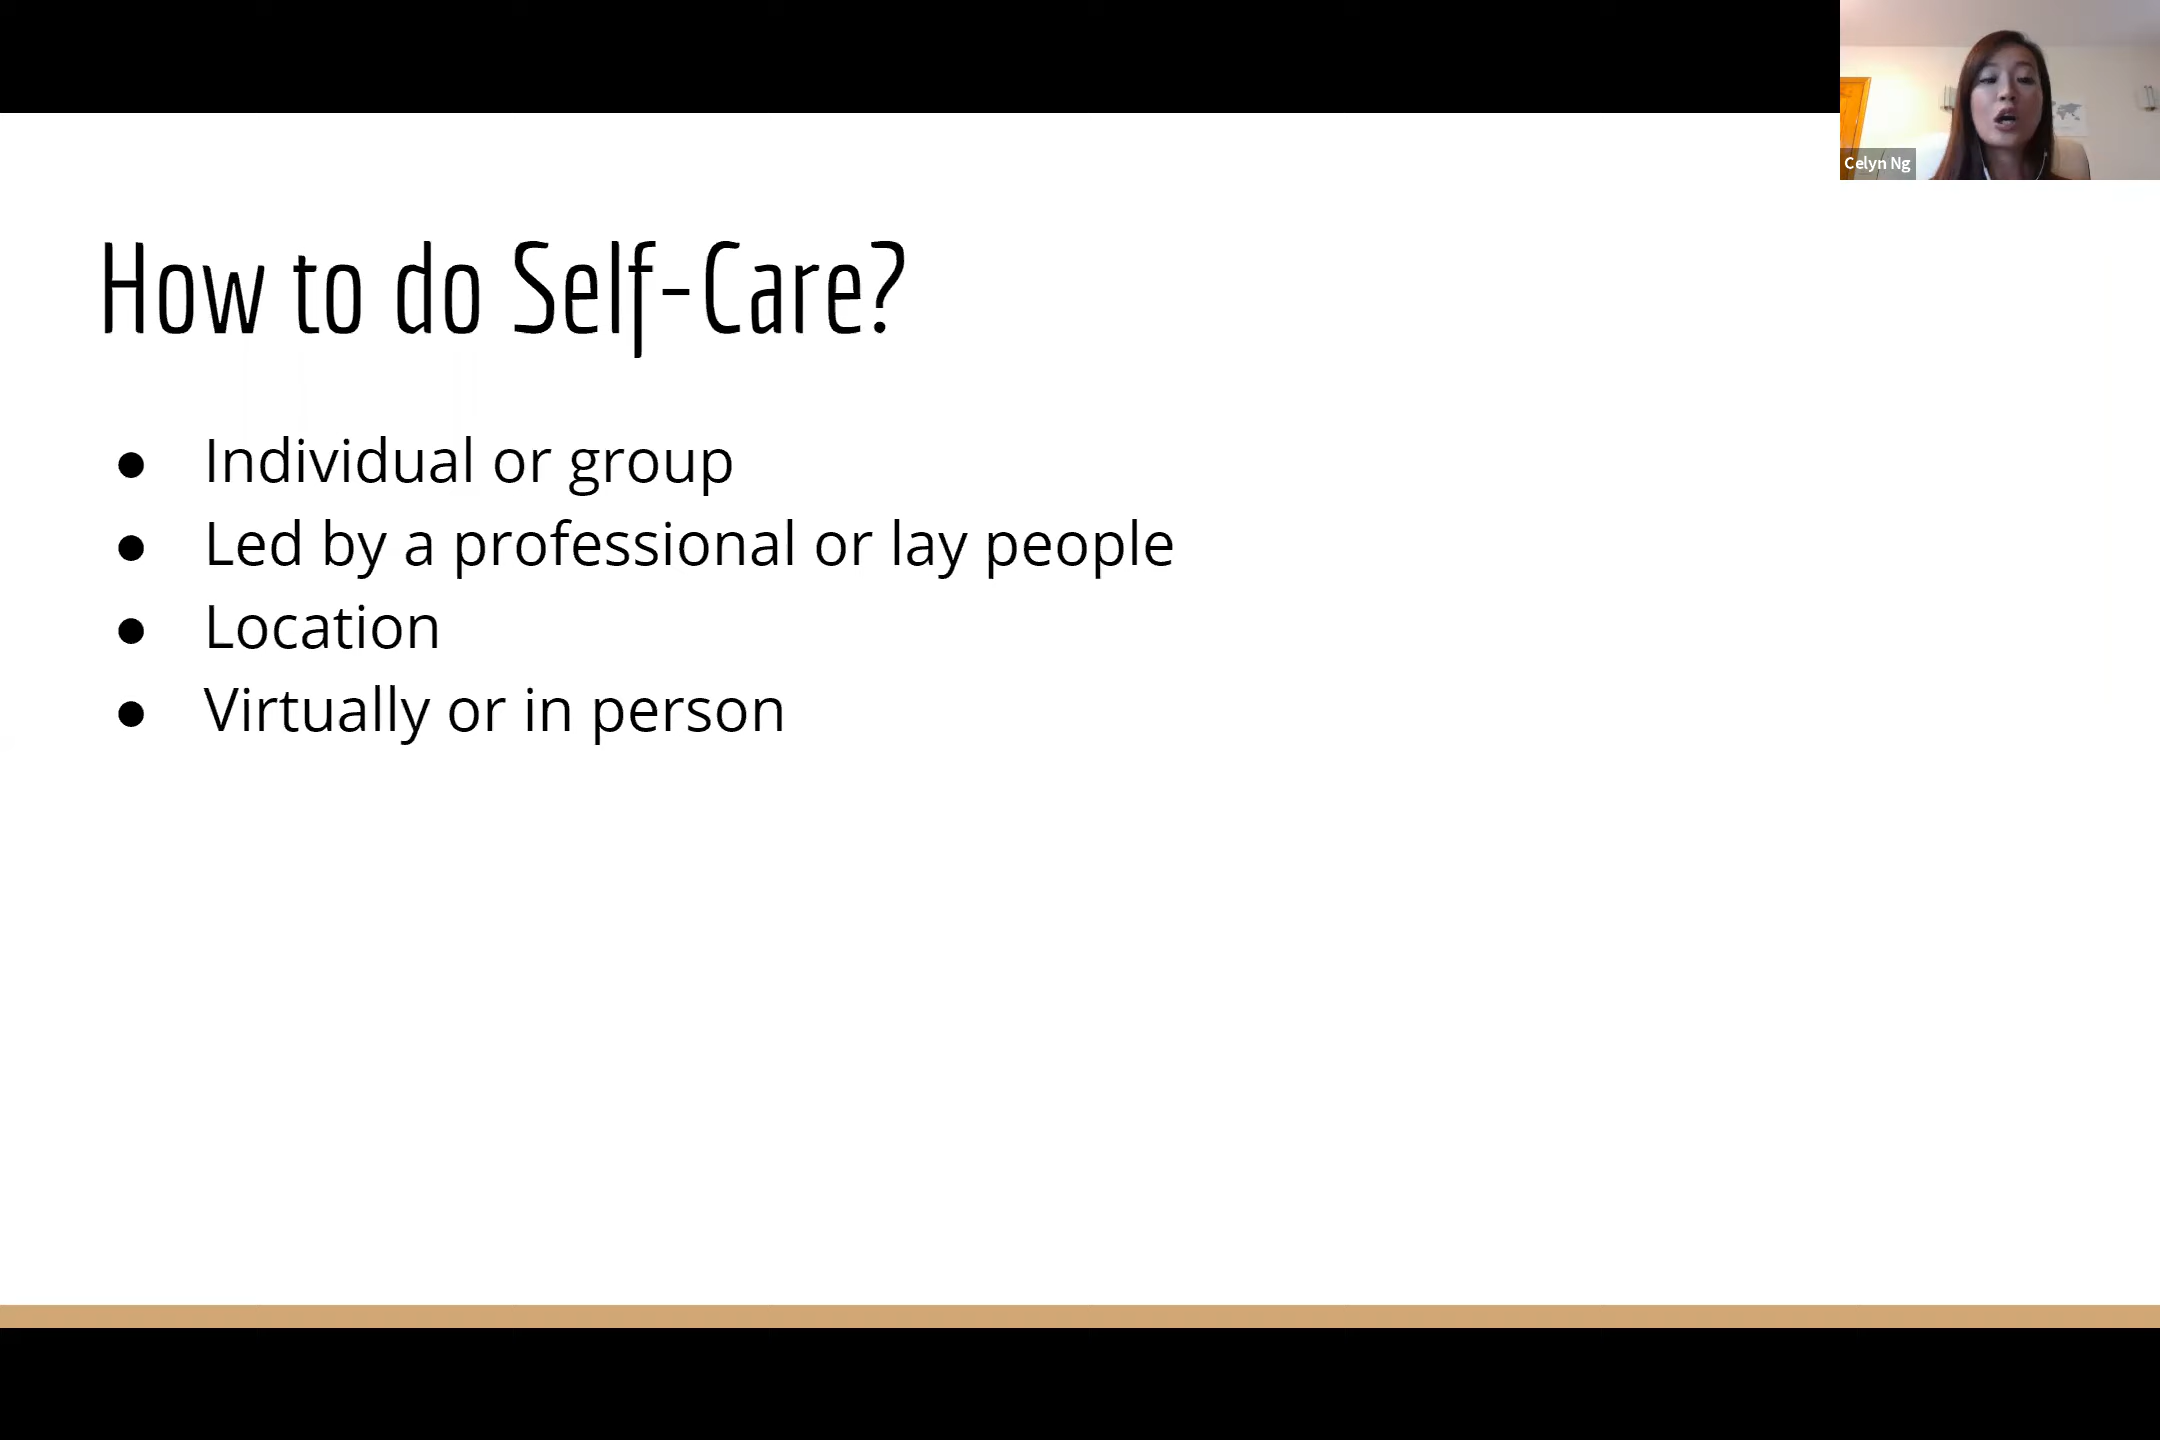 Celyn Ng
How to do Self-Care?
● Individual or group
● Led by a professional or lay people
● Location
● Virtually or in person